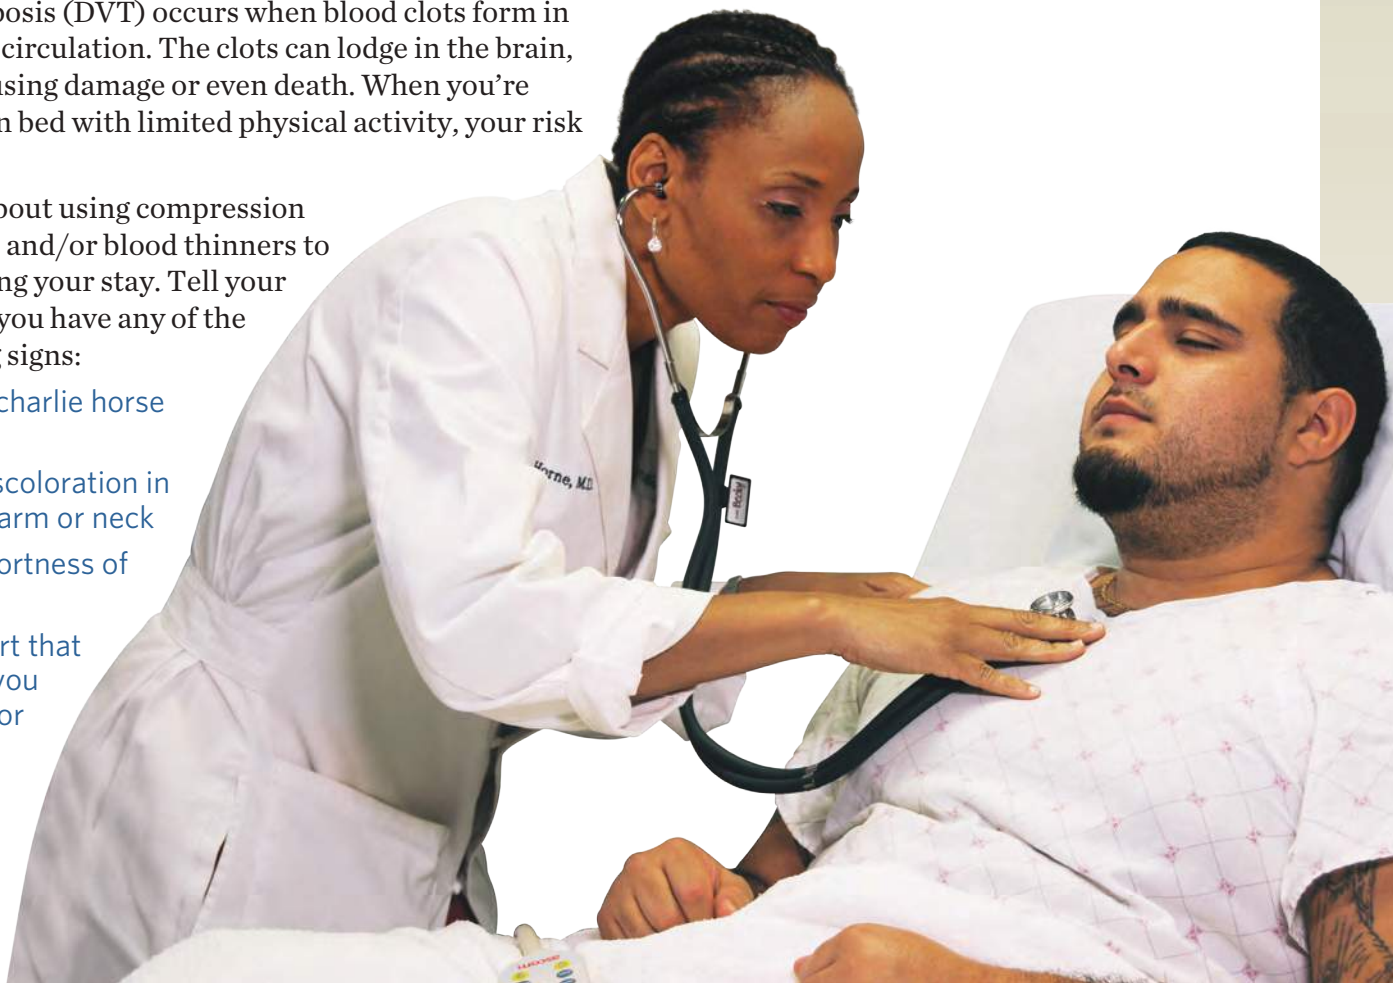 osis (DVT) occurs when blood clots form in
circulation. The clots can lodge in the brain,
using damage or even death. When you’re
n bed with limited physical activity, your risk
bout using compression
and/or blood thinners to
ng your stay. Tell your
you have any of the
g signs:
charlie horse
scoloration in
arm or neck
ortness of
rt that
you
or
Horne, M.D.
ascom